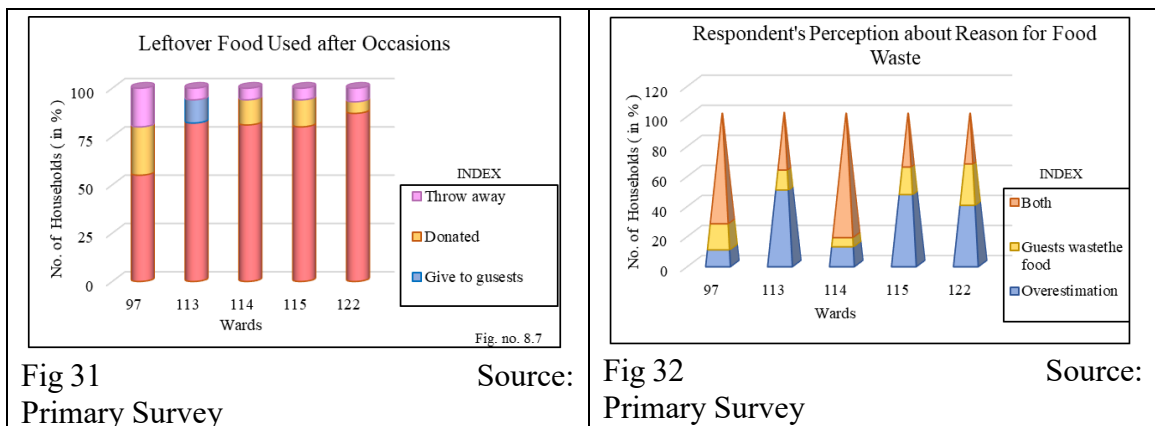 Leftover Food Used after Occasions
No. of Households ( in % )
100
75
50
25
0
97 113 114 115 122
Wards
INDEX
Throw away
Donated
Give to gusests
Fig. no. 8.7
Fig 31 Source:
Primary Survey
Respondent's Perception about Reason for Food
Waste
No. of Households ( in % )
120
100
80
60
40
20
0
97 113 114 115 122
Wards
INDEX
Both
Guests wastethe
food
Overestimation
Fig 32 Source:
Primary Survey